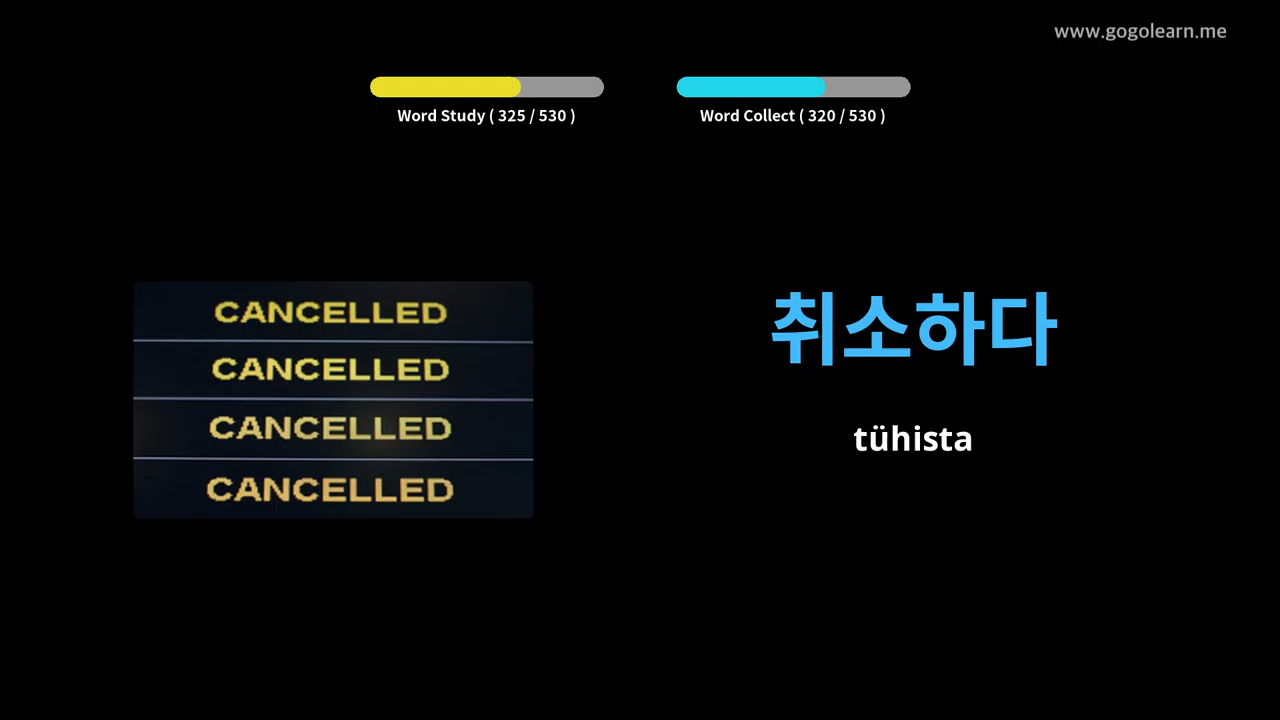 www.gogolearn.me
Word Study ( 325 / 530 )
Word Collect ( 320 / 530 )
CANCELLED
CANCELLED
CANCELLED
CANCELLED
취소하다
tühista